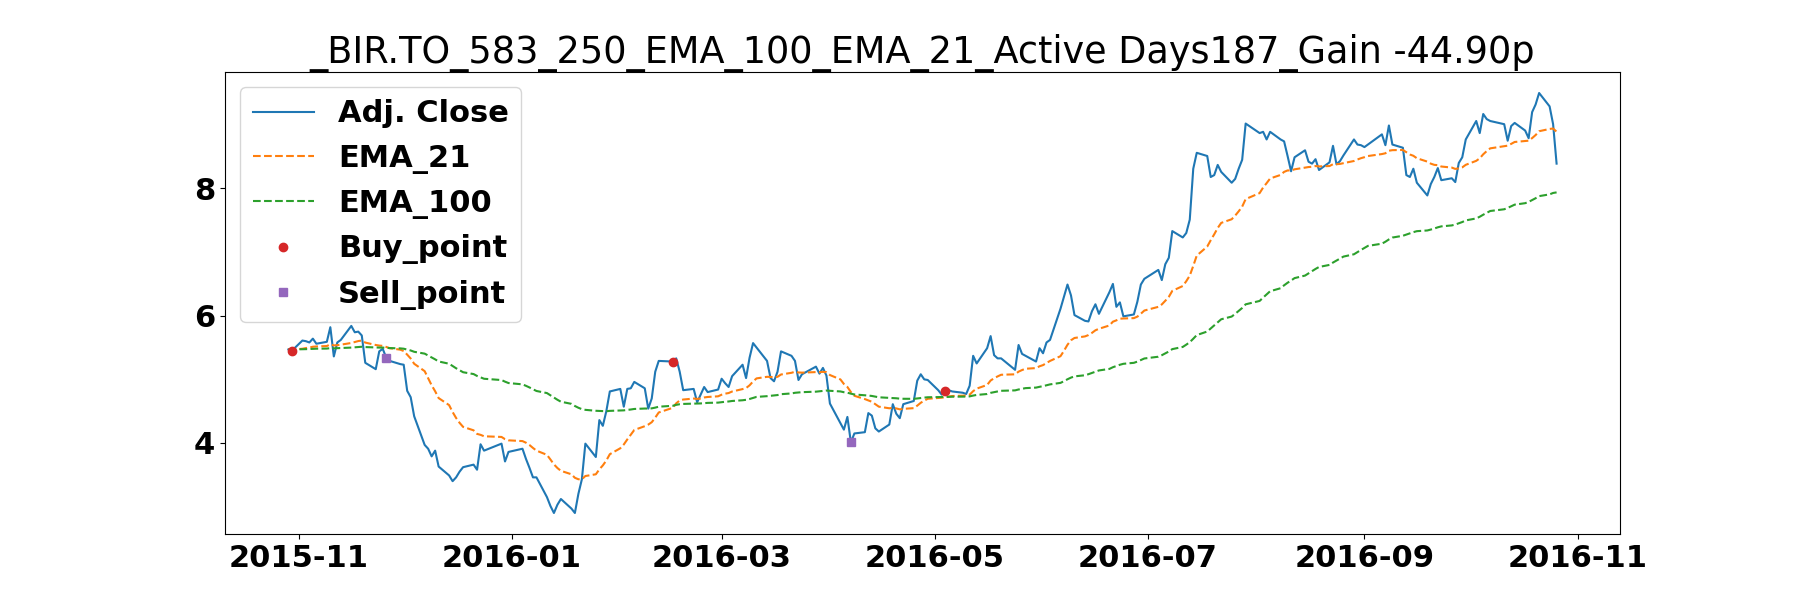 _BIR.TO_583_250_EMA_100_EMA_21_Active Days187_Gain -44.90p
Adj. Close
EMA_21
EMA_100
Buy_point
Sell_point
8
6
4
2015-11 2016-01 2016-03 2016-05 2016-07 2016-09 2016-11